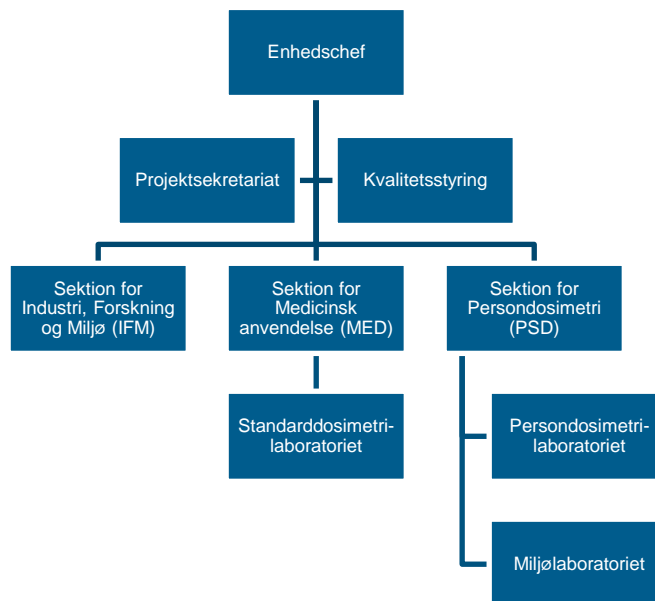 Enhedschef
Projektsekretariat
Kvalitetsstyring
Sektion for
Industri, Forskning
og Miljø (IFM)
Sektion for
Medicinsk
anvendelse (MED)
Sektion for
Persondosimetri
(PSD)
Standarddosimetri-
laboratoriet
Persondosimetri-
laboratoriet
Miljølaboratoriet